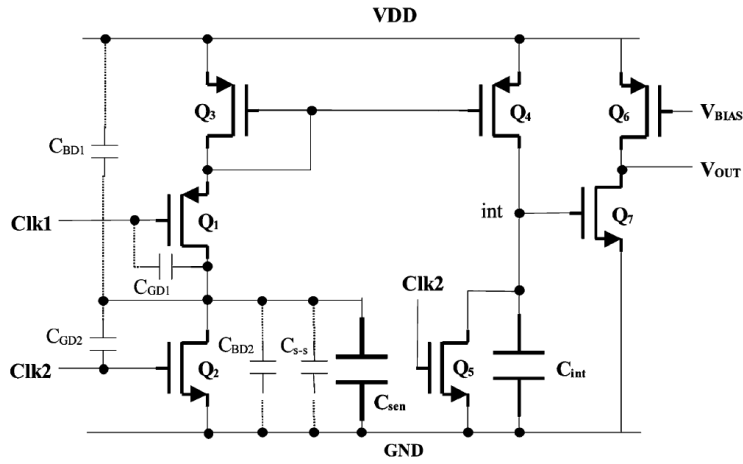 VDD
Q3
Q4
Q6
VBIAS
CBD1
VOUT
Clk1
Q1
int
Q7
CGD1
Clk2
CGD2
CBD2
Cs-s
Clk2
Q2
Q5
Cint
Csen
GND